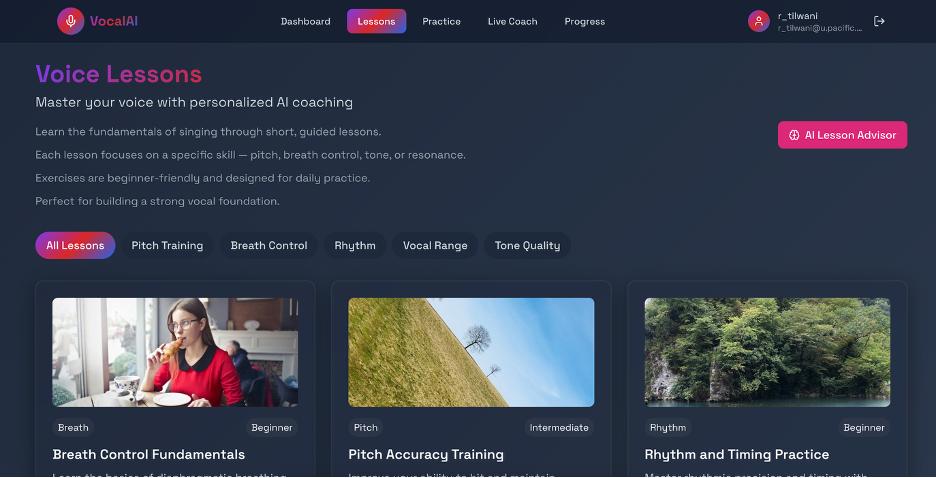 VocalAI
Dashboard
Lessons
Practice
Live Coach
Progress
r_tilwani
r_tilwani@u.pacific....
Voice Lessons
Master your voice with personalized AI coaching
Learn the fundamentals of singing through short, guided lessons.
Each lesson focuses on a specific skill — pitch, breath control, tone, or resonance.
Exercises are beginner-friendly and designed for daily practice.
Perfect for building a strong vocal foundation.
AI Lesson Advisor
All Lessons
Pitch Training
Breath Control
Rhythm
Vocal Range
Tone Quality
Breath
Beginner
Pitch
Intermediate
Rhythm
Beginner
Breath Control Fundamentals
Pitch Accuracy Training
Rhythm and Timing Practice